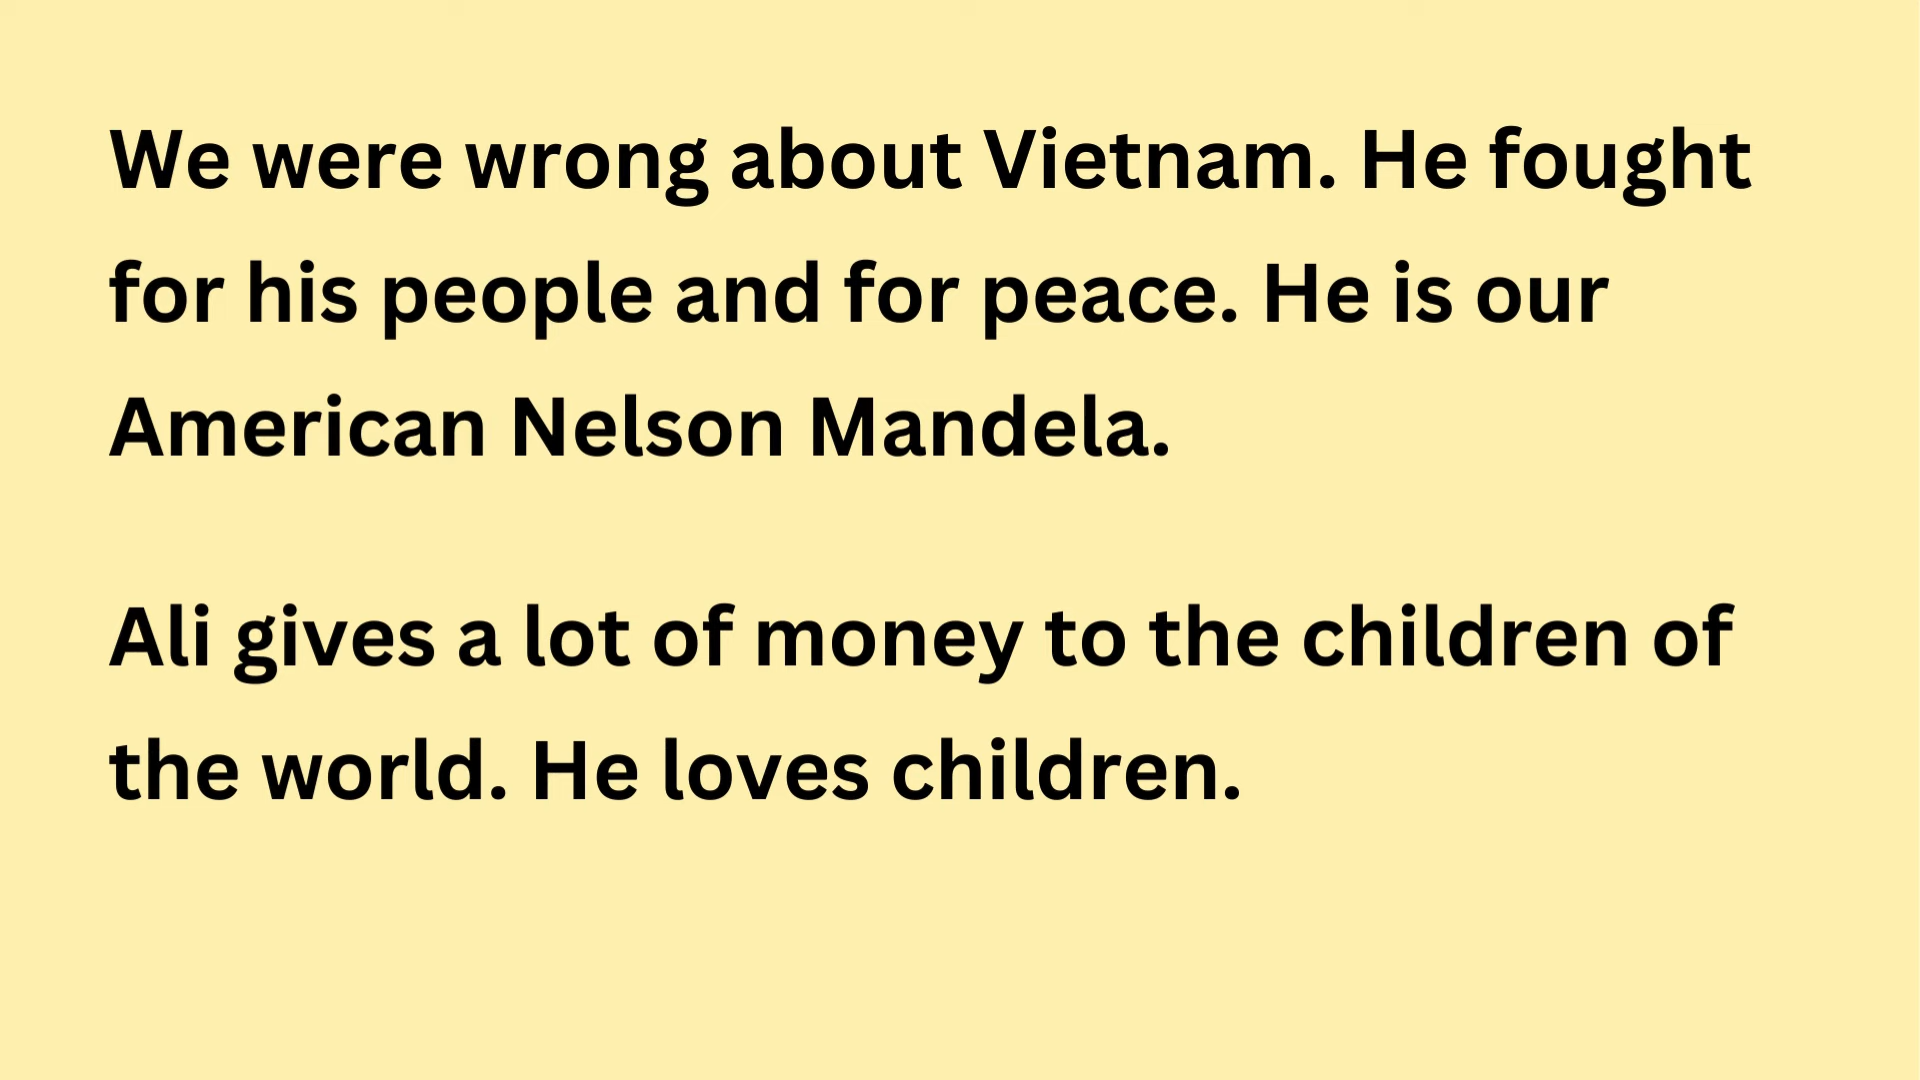 We were wrong about Vietnam. He fought
for his people and for peace. He is our
American Nelson Mandela.
Ali gives a lot of money to the children of
the world. He loves children.